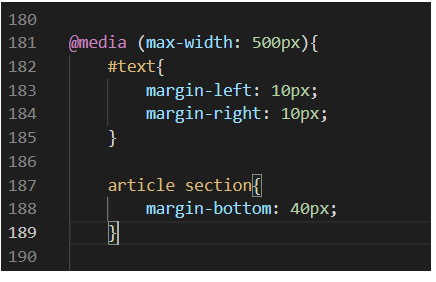 180
181 @media (max-width: 500px){
182 #text{
183 margin-left: 10px;
184 margin-right: 10px;
185 }
186
187 article section{
188 margin-bottom: 40px;
189 }
190